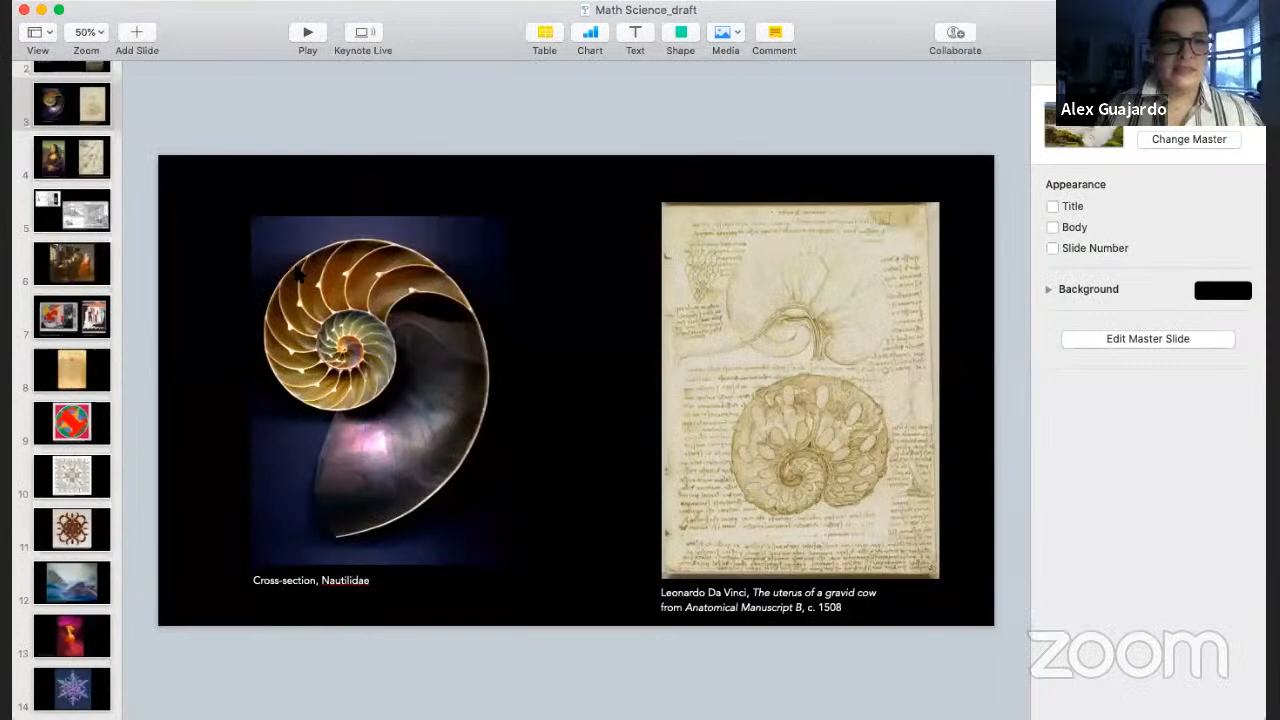 Math Science_draft
50%
View
Zoom
Add Slide
Play
Keynote Live
Table
Chart
Text
Shape
Media
Comment
Collaborate
Alex Guajardo
Change Master
Appearance
Title
Body
Slide Number
Background
Edit Master Slide
2
3
4
5
6
7
8
9
10
11
12
13
14
Cross-section, Nautilidae
Leonardo Da Vinci, The uterus of a gravid cow
from Anatomical Manuscript B, c. 1508
zoom